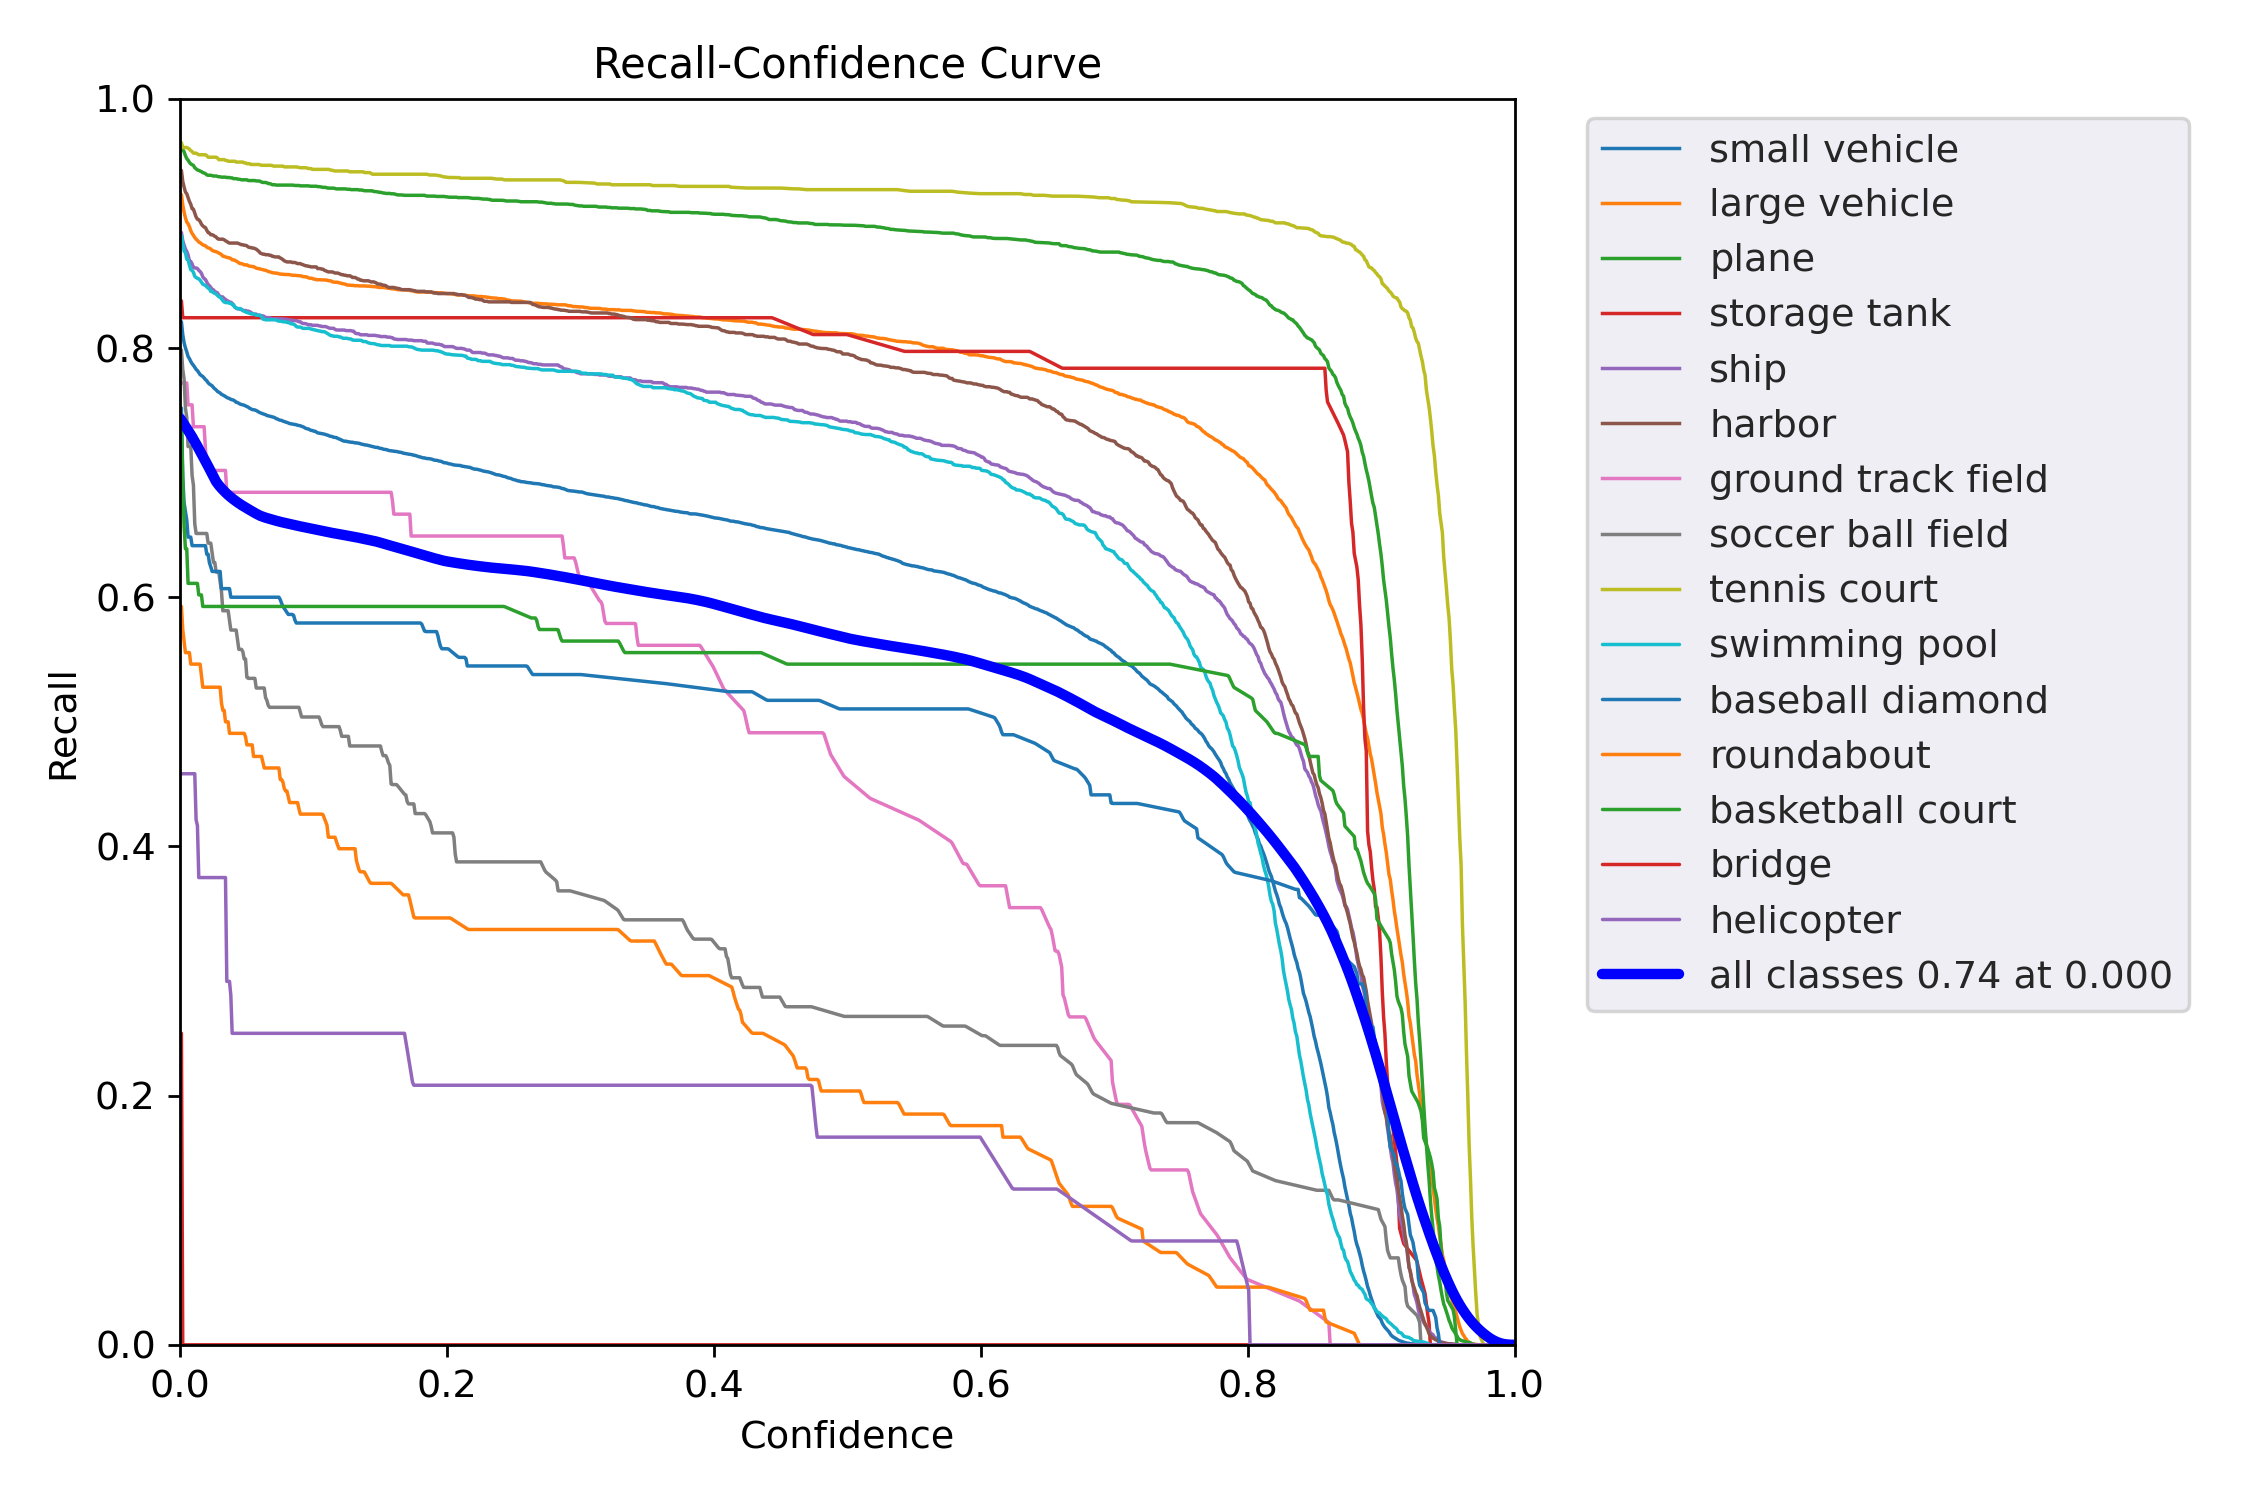 Recall-Confidence Curve
1.0
0.8
0.6
0.4
0.2
0.0
Recall
0.0 0.2 0.4 0.6 0.8 1.0
Confidence
small vehicle
large vehicle
plane
storage tank
ship
harbor
ground track field
soccer ball field
tennis court
swimming pool
baseball diamond
roundabout
basketball court
bridge
helicopter
all classes 0.74 at 0.000